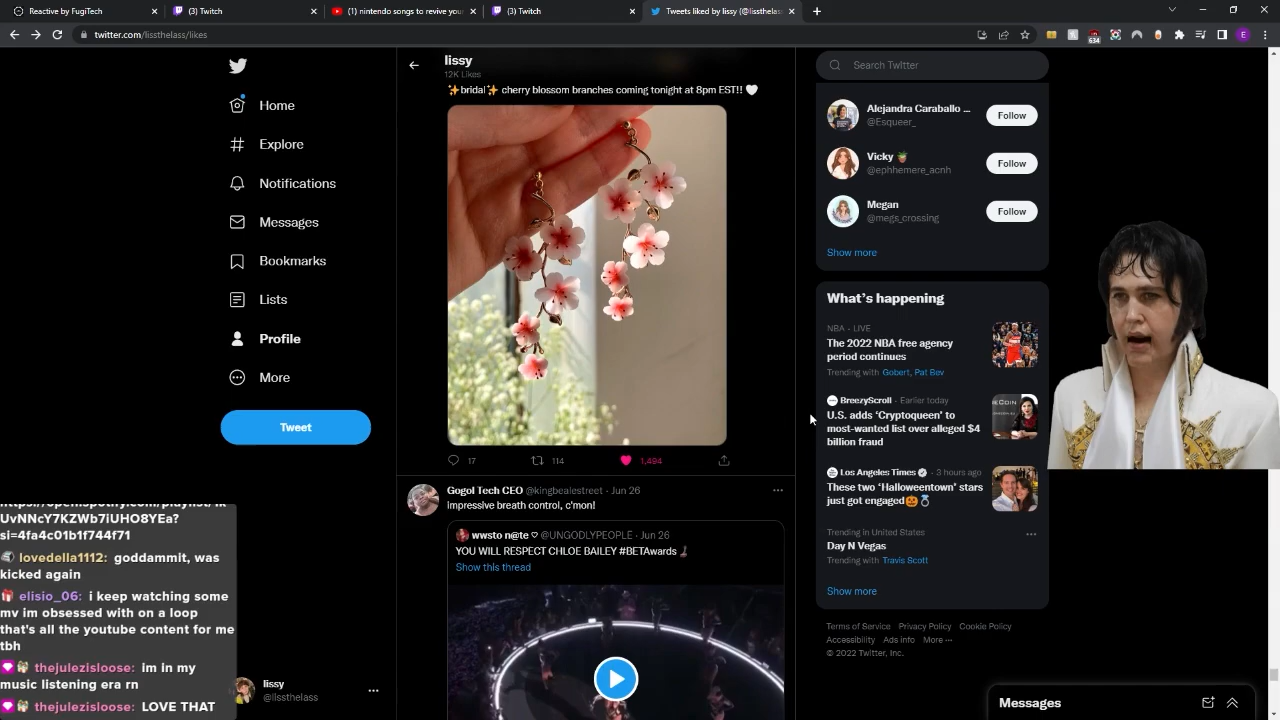 Reactive by FugiTech
(3) Twitch
(1) nintendo songs to revive your
(3) Twitch
Tweets liked by lissy (@lissthelass
twitter.com/lissthelass/likes
634
E
Home
Explore
Notifications
Messages
Bookmarks
Lists
Profile
More
Tweet
lissy
@lissthelass
lissy
12K Likes
✨bridal✨ cherry blossom branches coming tonight at 8pm EST!! 🤍
17
114
1,494
Gogol Tech CEO @kingbealestreet · Jun 26
Impressive breath control, c'mon!
wwsto n@te ♡ @UNGODLYPEOPLE · Jun 26
YOU WILL RESPECT CHLOE BAILEY #BETAwards
Show this thread
Search Twitter
Alejandra Caraballo ...
@Esqueer_
Follow
Vicky 🍍
@ephhemere_acnh
Follow
Megan
@megs_crossing
Follow
Show more
What's happening
NBA · LIVE
The 2022 NBA free agency
period continues
Trending with Gobert, Pat Bev
BreezyScroll · Earlier today
U.S. adds 'Cryptoqueen' to
most-wanted list over alleged $4
billion fraud
Los Angeles Times · 3 hours ago
These two 'Halloweentown' stars
just got engaged🎃💍
Trending in United States
Day N Vegas
Trending with Travis Scott
Show more
Terms of Service Privacy Policy Cookie Policy
Accessibility Ads info More ···
© 2022 Twitter, Inc.
Messages
UvNNcY7KZWb7iUHO8YEa?
si=4fa4c01b1f744f71
lovedella1112: goddammit, was
kicked again
elisio_06: i keep watching some
mv im obsessed with on a loop
that's all the youtube content for me
tbh
thejulezisloose: im in my
music listening era rn
thejulezisloose: LOVE THAT